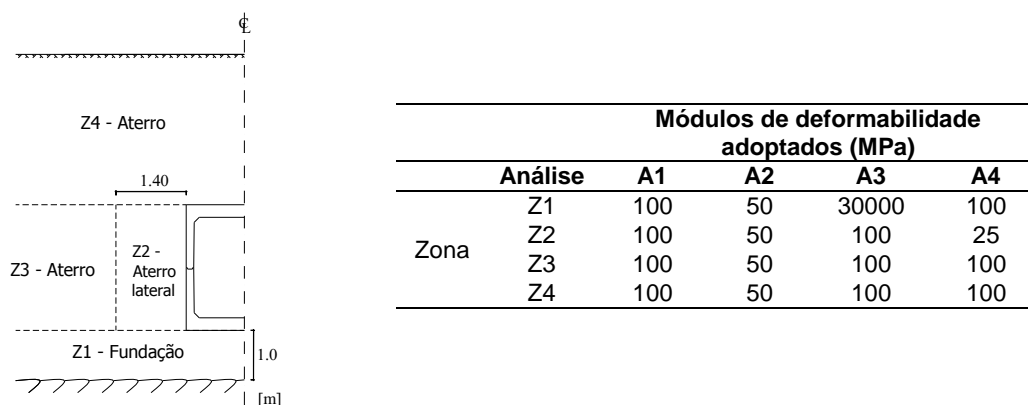 ℄
Z4 - Aterro
1.40
Z3 - Aterro
Z2 -
Aterro
lateral
Z1 - Fundação
1.0
[m]
Módulos de deformabilidade
adoptados (MPa)
Análise A1 A2 A3 A4
Z1 100 50 30000 100
Zona
Z2 100 50 100 25
Z3 100 50 100 100
Z4 100 50 100 100